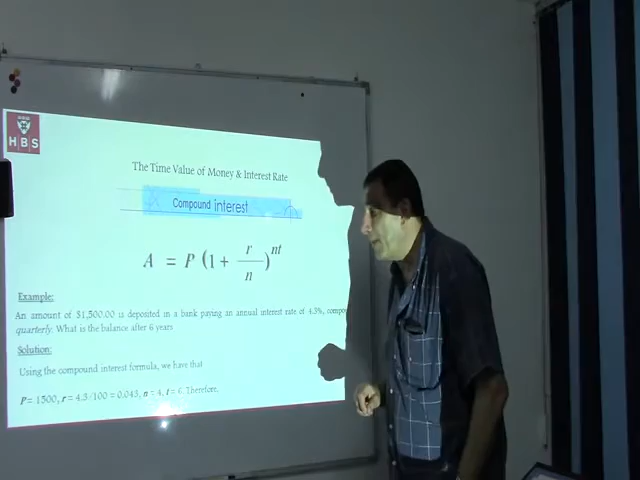 HBS
The Time Value of Money & Interest Rate
Compound interest
A = P (1 + r/n)^nt
Example:
An amount of $1,500.00 is deposited in a bank paying an annual interest rate of 4.3%, compo
quarterly. What is the balance after 6 years
Solution:
Using the compound interest formula, we have that
P = 1500, r = 4.3/100 = 0.043, n = 4, t = 6. Therefore,